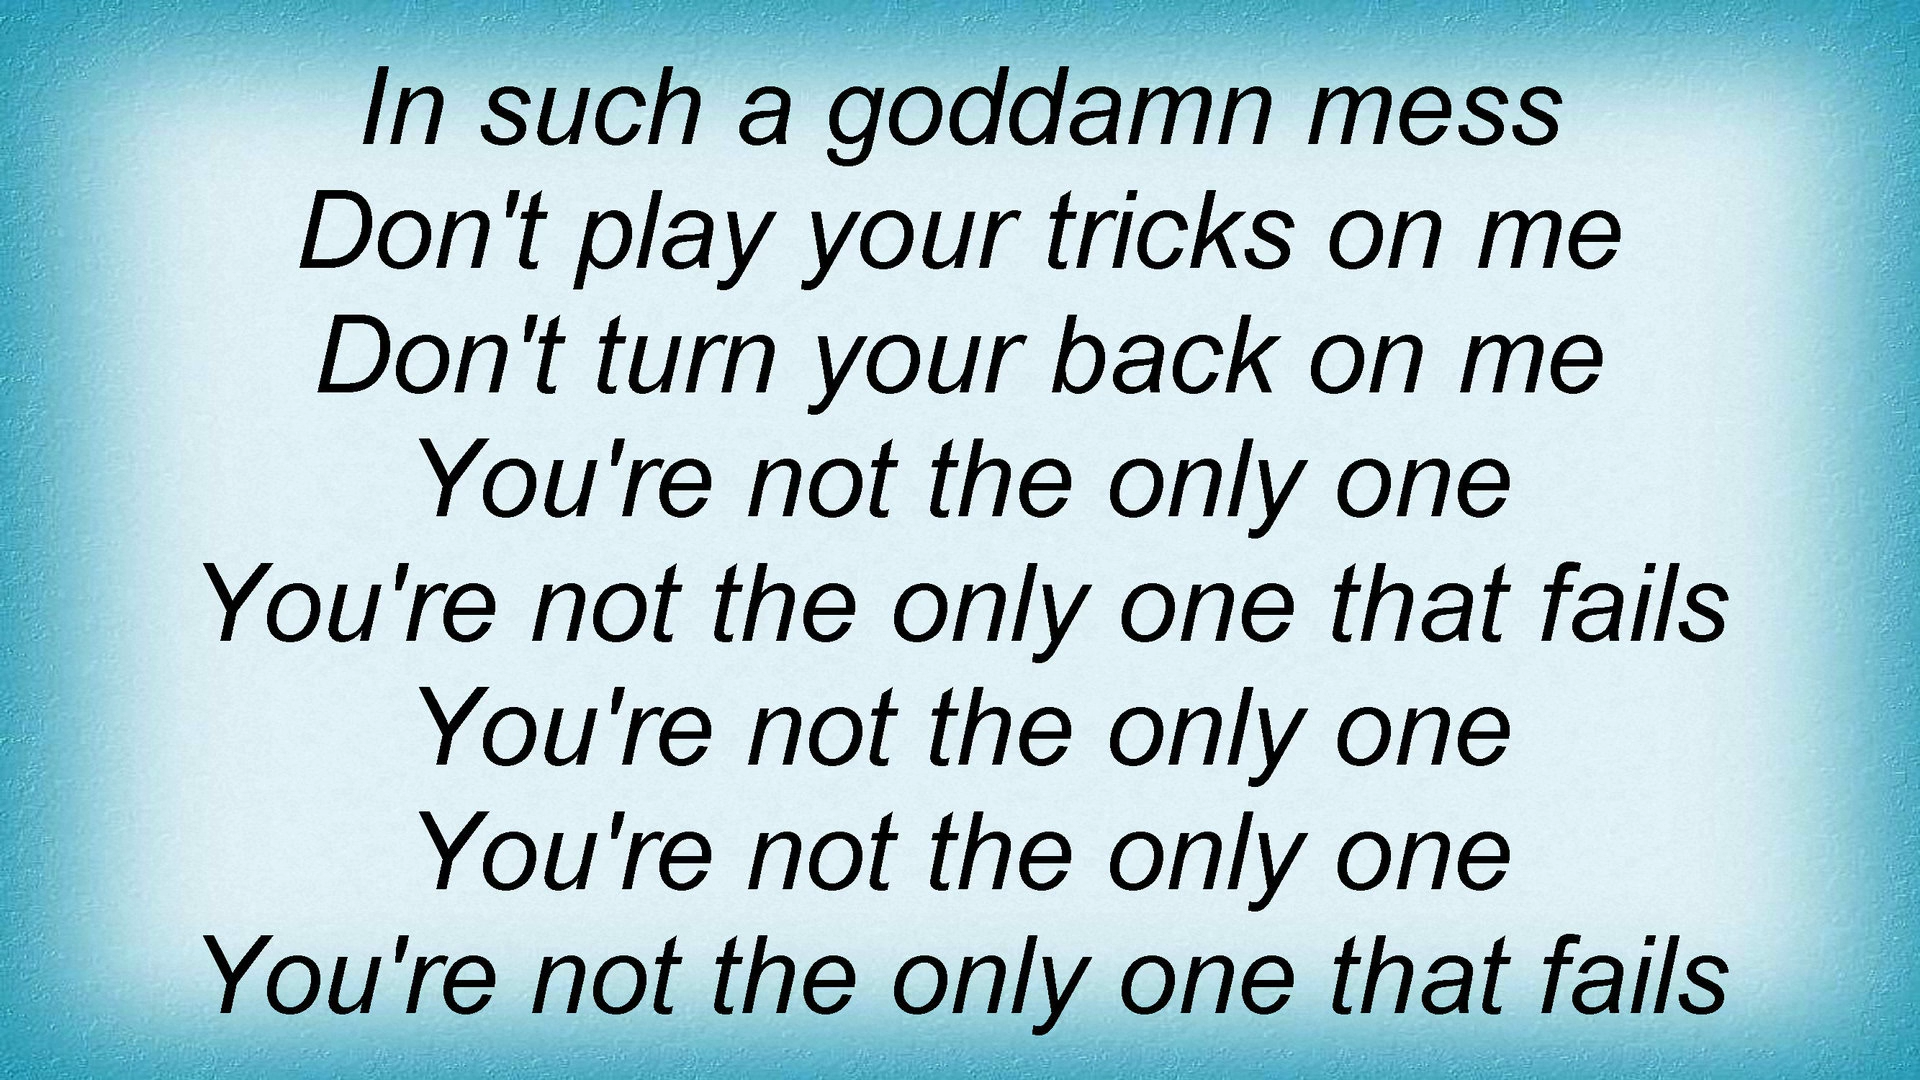 In such a goddamn mess
Don't play your tricks on me
Don't turn your back on me
You're not the only one
You're not the only one that fails
You're not the only one
You're not the only one
You're not the only one that fails